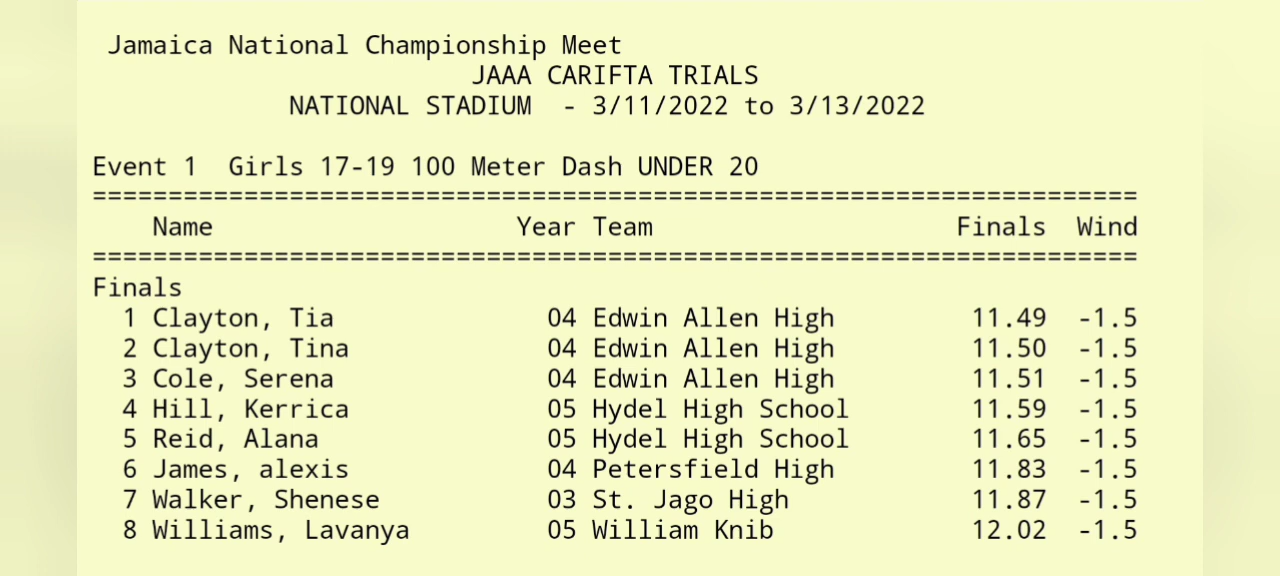 Jamaica National Championship Meet
JAAA CARIFTA TRIALS
NATIONAL STADIUM - 3/11/2022 to 3/13/2022
Event 1 Girls 17-19 100 Meter Dash UNDER 20
=====================================================================
Name Year Team Finals Wind
=====================================================================
Finals
1 Clayton, Tia 04 Edwin Allen High 11.49 -1.5
2 Clayton, Tina 04 Edwin Allen High 11.50 -1.5
3 Cole, Serena 04 Edwin Allen High 11.51 -1.5
4 Hill, Kerrica 05 Hydel High School 11.59 -1.5
5 Reid, Alana 05 Hydel High School 11.65 -1.5
6 James, alexis 04 Petersfield High 11.83 -1.5
7 Walker, Shenese 03 St. Jago High 11.87 -1.5
8 Williams, Lavanya 05 William Knib 12.02 -1.5